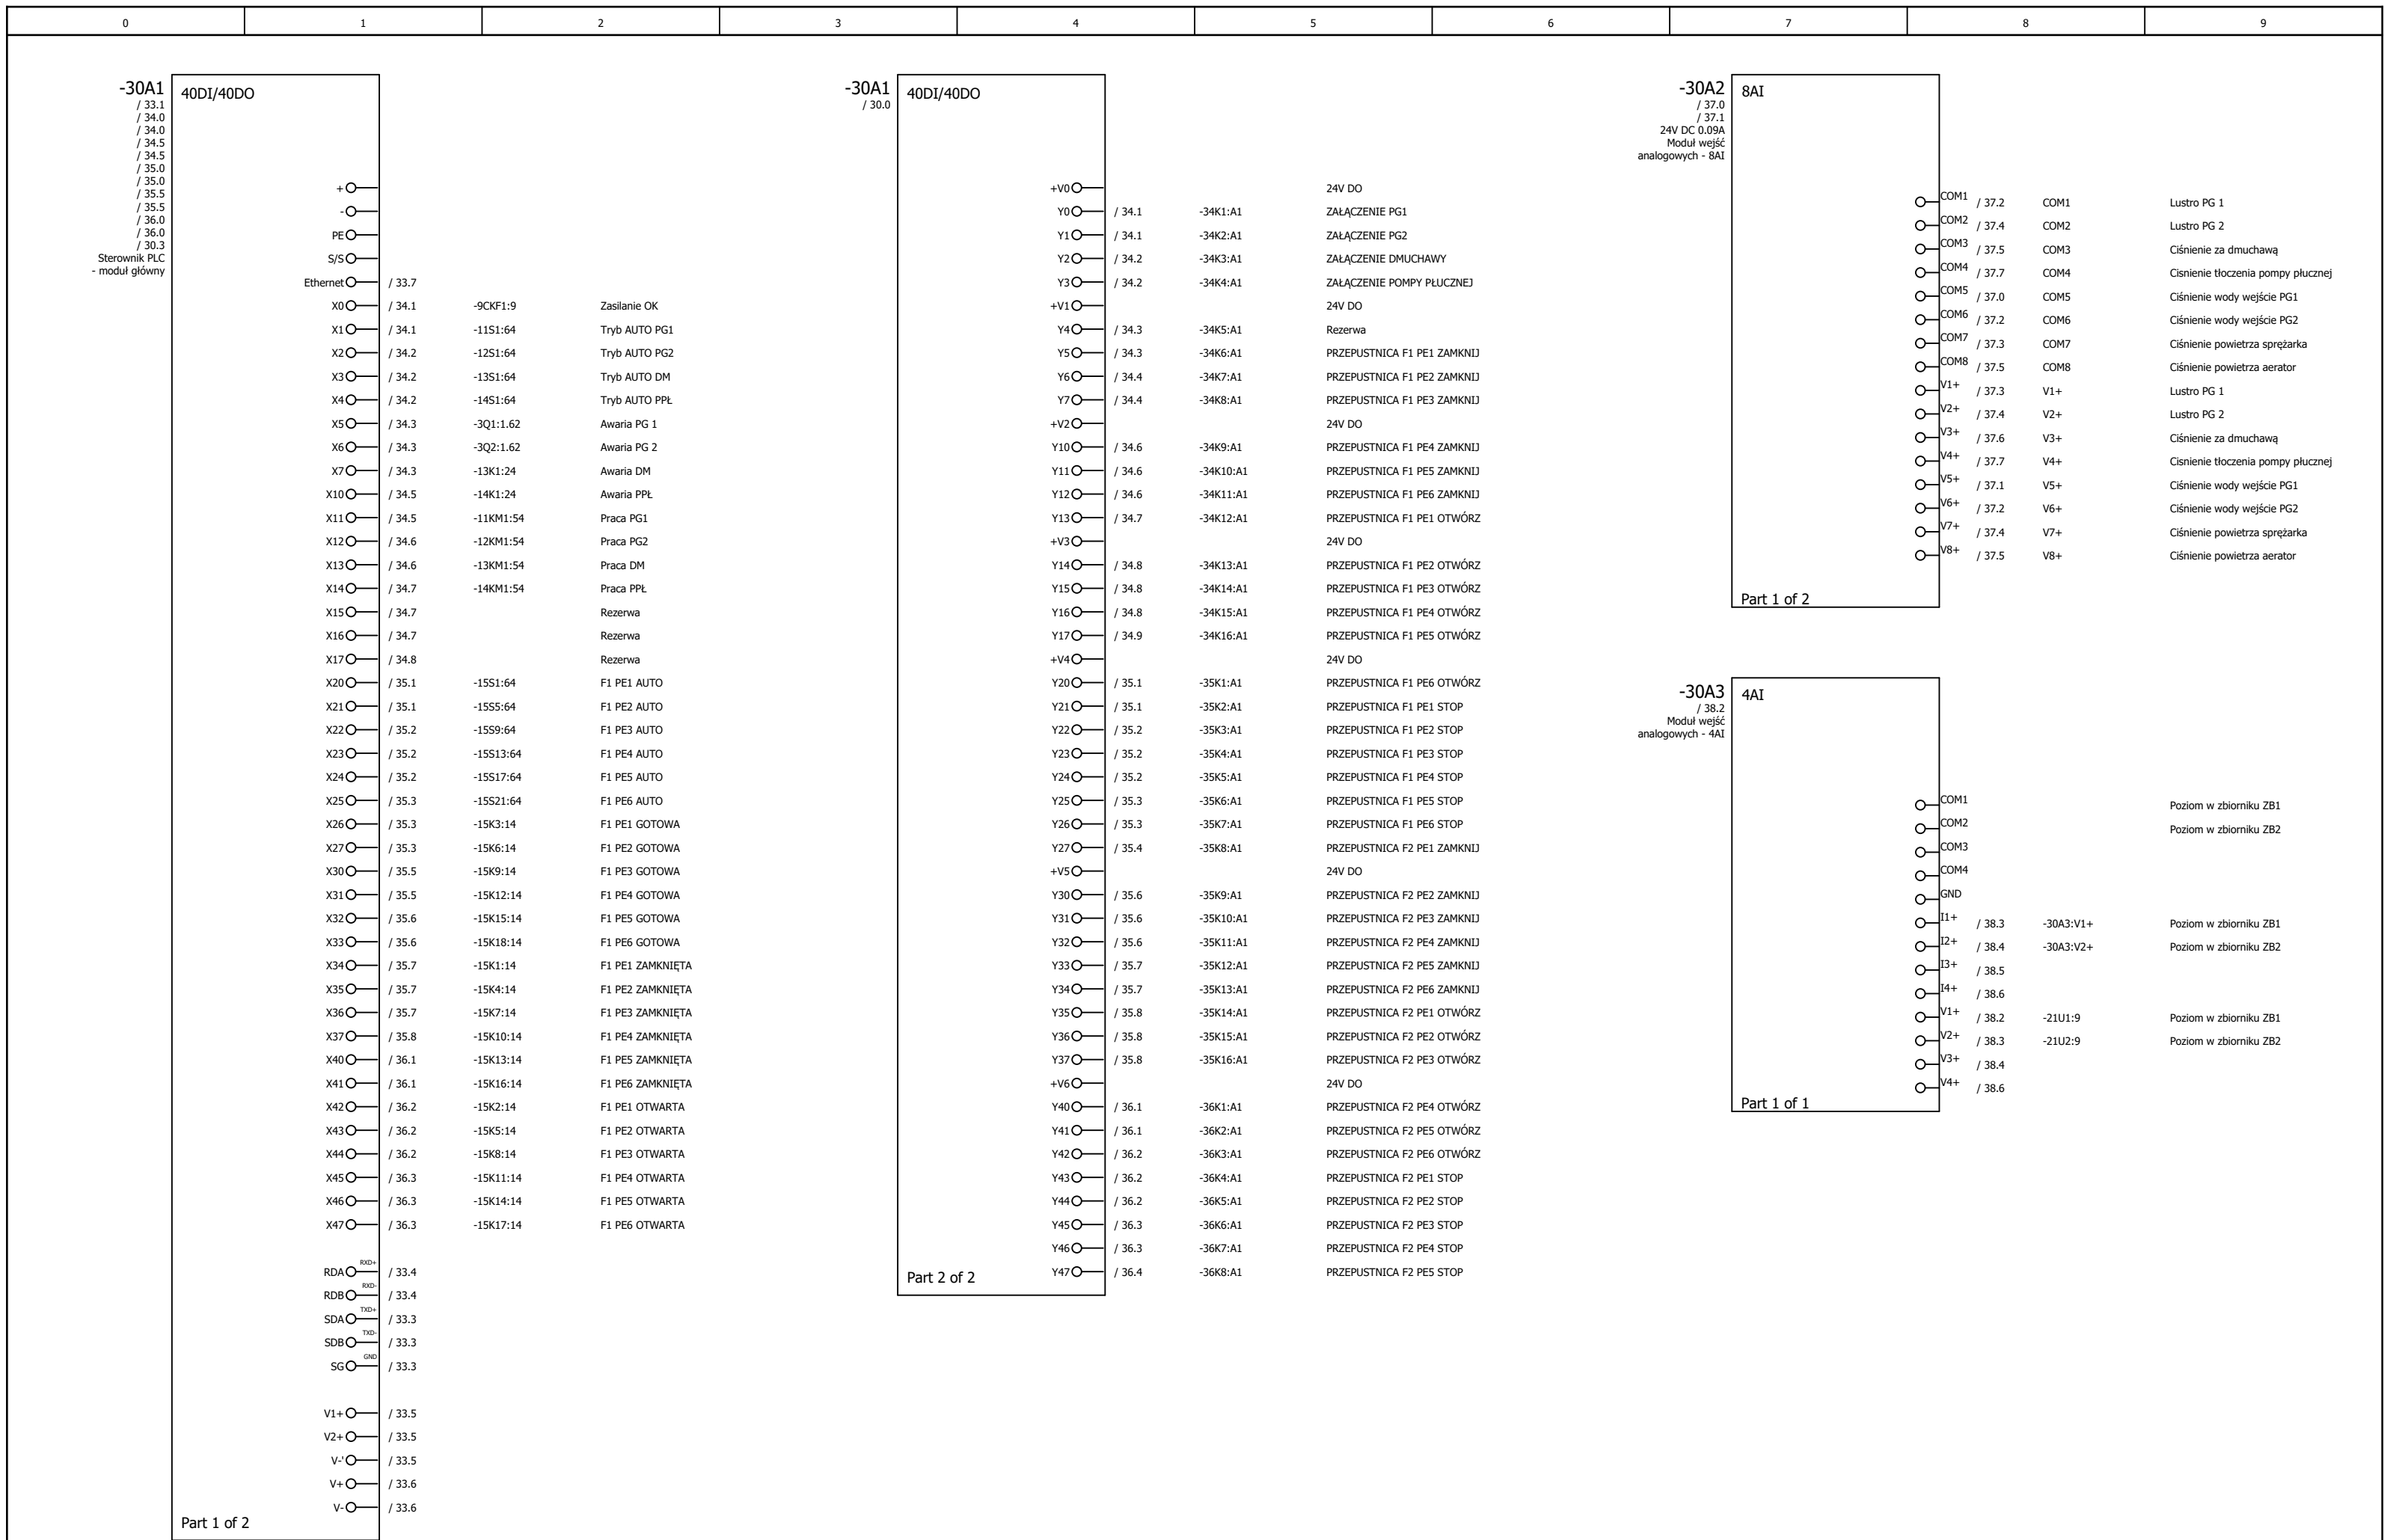 0 1 2 3 4 5 6 7 8 9
-30A1
/ 33.1
/ 34.0
/ 34.0
/ 34.5
/ 34.5
/ 35.0
/ 35.0
/ 35.5
/ 35.5
/ 36.0
/ 36.0
/ 30.3
Sterownik PLC
- moduł główny
40DI/40DO
+
-
PE
S/S
Ethernet / 33.7
X0 / 34.1 -9CKF1:9 Zasilanie OK
X1 / 34.1 -11S1:64 Tryb AUTO PG1
X2 / 34.2 -12S1:64 Tryb AUTO PG2
X3 / 34.2 -13S1:64 Tryb AUTO DM
X4 / 34.2 -14S1:64 Tryb AUTO PPŁ
X5 / 34.3 -3Q1:1.62 Awaria PG 1
X6 / 34.3 -3Q2:1.62 Awaria PG 2
X7 / 34.3 -13K1:24 Awaria DM
X10 / 34.5 -14K1:24 Awaria PPŁ
X11 / 34.5 -11KM1:54 Praca PG1
X12 / 34.6 -12KM1:54 Praca PG2
X13 / 34.6 -13KM1:54 Praca DM
X14 / 34.7 -14KM1:54 Praca PPŁ
X15 / 34.7 Rezerwa
X16 / 34.7 Rezerwa
X17 / 34.8 Rezerwa
X20 / 35.1 -15S1:64 F1 PE1 AUTO
X21 / 35.1 -15S5:64 F1 PE2 AUTO
X22 / 35.2 -15S9:64 F1 PE3 AUTO
X23 / 35.2 -15S13:64 F1 PE4 AUTO
X24 / 35.2 -15S17:64 F1 PE5 AUTO
X25 / 35.3 -15S21:64 F1 PE6 AUTO
X26 / 35.3 -15K3:14 F1 PE1 GOTOWA
X27 / 35.3 -15K6:14 F1 PE2 GOTOWA
X30 / 35.5 -15K9:14 F1 PE3 GOTOWA
X31 / 35.5 -15K12:14 F1 PE4 GOTOWA
X32 / 35.6 -15K15:14 F1 PE5 GOTOWA
X33 / 35.6 -15K18:14 F1 PE6 GOTOWA
X34 / 35.7 -15K1:14 F1 PE1 ZAMKNIĘTA
X35 / 35.7 -15K4:14 F1 PE2 ZAMKNIĘTA
X36 / 35.7 -15K7:14 F1 PE3 ZAMKNIĘTA
X37 / 35.8 -15K10:14 F1 PE4 ZAMKNIĘTA
X40 / 36.1 -15K13:14 F1 PE5 ZAMKNIĘTA
X41 / 36.1 -15K16:14 F1 PE6 ZAMKNIĘTA
X42 / 36.2 -15K2:14 F1 PE1 OTWARTA
X43 / 36.2 -15K5:14 F1 PE2 OTWARTA
X44 / 36.2 -15K8:14 F1 PE3 OTWARTA
X45 / 36.3 -15K11:14 F1 PE4 OTWARTA
X46 / 36.3 -15K14:14 F1 PE5 OTWARTA
X47 / 36.3 -15K17:14 F1 PE6 OTWARTA
RDA RXD+ / 33.4
RDB RXD- / 33.4
SDA TXD+ / 33.3
SDB TXD- / 33.3
SG GND / 33.3
V1+ / 33.5
V2+ / 33.5
V-' / 33.5
V+ / 33.6
V- / 33.6
Part 1 of 2
-30A1
/ 30.0
40DI/40DO
+V0 24V DO
Y0 / 34.1 -34K1:A1 ZAŁĄCZENIE PG1
Y1 / 34.1 -34K2:A1 ZAŁĄCZENIE PG2
Y2 / 34.2 -34K3:A1 ZAŁĄCZENIE DMUCHAWY
Y3 / 34.2 -34K4:A1 ZAŁĄCZENIE POMPY PŁUCZNEJ
+V1 24V DO
Y4 / 34.3 -34K5:A1 Rezerwa
Y5 / 34.3 -34K6:A1 PRZEPUSTNICA F1 PE1 ZAMKNIJ
Y6 / 34.4 -34K7:A1 PRZEPUSTNICA F1 PE2 ZAMKNIJ
Y7 / 34.4 -34K8:A1 PRZEPUSTNICA F1 PE3 ZAMKNIJ
+V2 24V DO
Y10 / 34.6 -34K9:A1 PRZEPUSTNICA F1 PE4 ZAMKNIJ
Y11 / 34.6 -34K10:A1 PRZEPUSTNICA F1 PE5 ZAMKNIJ
Y12 / 34.6 -34K11:A1 PRZEPUSTNICA F1 PE6 ZAMKNIJ
Y13 / 34.7 -34K12:A1 PRZEPUSTNICA F1 PE1 OTWÓRZ
+V3 24V DO
Y14 / 34.8 -34K13:A1 PRZEPUSTNICA F1 PE2 OTWÓRZ
Y15 / 34.8 -34K14:A1 PRZEPUSTNICA F1 PE3 OTWÓRZ
Y16 / 34.8 -34K15:A1 PRZEPUSTNICA F1 PE4 OTWÓRZ
Y17 / 34.9 -34K16:A1 PRZEPUSTNICA F1 PE5 OTWÓRZ
+V4 24V DO
Y20 / 35.1 -35K1:A1 PRZEPUSTNICA F1 PE6 OTWÓRZ
Y21 / 35.1 -35K2:A1 PRZEPUSTNICA F1 PE1 STOP
Y22 / 35.2 -35K3:A1 PRZEPUSTNICA F1 PE2 STOP
Y23 / 35.2 -35K4:A1 PRZEPUSTNICA F1 PE3 STOP
Y24 / 35.2 -35K5:A1 PRZEPUSTNICA F1 PE4 STOP
Y25 / 35.3 -35K6:A1 PRZEPUSTNICA F1 PE5 STOP
Y26 / 35.3 -35K7:A1 PRZEPUSTNICA F1 PE6 STOP
Y27 / 35.4 -35K8:A1 PRZEPUSTNICA F2 PE1 ZAMKNIJ
+V5 24V DO
Y30 / 35.6 -35K9:A1 PRZEPUSTNICA F2 PE2 ZAMKNIJ
Y31 / 35.6 -35K10:A1 PRZEPUSTNICA F2 PE3 ZAMKNIJ
Y32 / 35.6 -35K11:A1 PRZEPUSTNICA F2 PE4 ZAMKNIJ
Y33 / 35.7 -35K12:A1 PRZEPUSTNICA F2 PE5 ZAMKNIJ
Y34 / 35.7 -35K13:A1 PRZEPUSTNICA F2 PE6 ZAMKNIJ
Y35 / 35.8 -35K14:A1 PRZEPUSTNICA F2 PE1 OTWÓRZ
Y36 / 35.8 -35K15:A1 PRZEPUSTNICA F2 PE2 OTWÓRZ
Y37 / 35.8 -35K16:A1 PRZEPUSTNICA F2 PE3 OTWÓRZ
+V6 24V DO
Y40 / 36.1 -36K1:A1 PRZEPUSTNICA F2 PE4 OTWÓRZ
Y41 / 36.1 -36K2:A1 PRZEPUSTNICA F2 PE5 OTWÓRZ
Y42 / 36.2 -36K3:A1 PRZEPUSTNICA F2 PE6 OTWÓRZ
Y43 / 36.2 -36K4:A1 PRZEPUSTNICA F2 PE1 STOP
Y44 / 36.2 -36K5:A1 PRZEPUSTNICA F2 PE2 STOP
Y45 / 36.3 -36K6:A1 PRZEPUSTNICA F2 PE3 STOP
Y46 / 36.3 -36K7:A1 PRZEPUSTNICA F2 PE4 STOP
Y47 / 36.4 -36K8:A1 PRZEPUSTNICA F2 PE5 STOP
Part 2 of 2
-30A2
/ 37.0
/ 37.1
24V DC 0.09A
Moduł wejść
analogowych - 8AI
8AI
COM1 / 37.2 COM1 Lustro PG 1
COM2 / 37.4 COM2 Lustro PG 2
COM3 / 37.5 COM3 Ciśnienie za dmuchawą
COM4 / 37.7 COM4 Cisnienie tłoczenia pompy płucznej
COM5 / 37.0 COM5 Ciśnienie wody wejście PG1
COM6 / 37.2 COM6 Ciśnienie wody wejście PG2
COM7 / 37.3 COM7 Ciśnienie powietrza sprężarka
COM8 / 37.5 COM8 Ciśnienie powietrza aerator
V1+ / 37.3 V1+ Lustro PG 1
V2+ / 37.4 V2+ Lustro PG 2
V3+ / 37.6 V3+ Ciśnienie za dmuchawą
V4+ / 37.7 V4+ Cisnienie tłoczenia pompy płucznej
V5+ / 37.1 V5+ Ciśnienie wody wejście PG1
V6+ / 37.2 V6+ Ciśnienie wody wejście PG2
V7+ / 37.4 V7+ Ciśnienie powietrza sprężarka
V8+ / 37.5 V8+ Ciśnienie powietrza aerator
Part 1 of 2
-30A3
/ 38.2
Moduł wejść
analogowych - 4AI
4AI
COM1 Poziom w zbiorniku ZB1
COM2 Poziom w zbiorniku ZB2
COM3
COM4
GND
I1+ / 38.3 -30A3:V1+ Poziom w zbiorniku ZB1
I2+ / 38.4 -30A3:V2+ Poziom w zbiorniku ZB2
I3+ / 38.5
I4+ / 38.6
V1+ / 38.2 -21U1:9 Poziom w zbiorniku ZB1
V2+ / 38.3 -21U2:9 Poziom w zbiorniku ZB2
V3+ / 38.4
V4+ / 38.6
Part 1 of 1